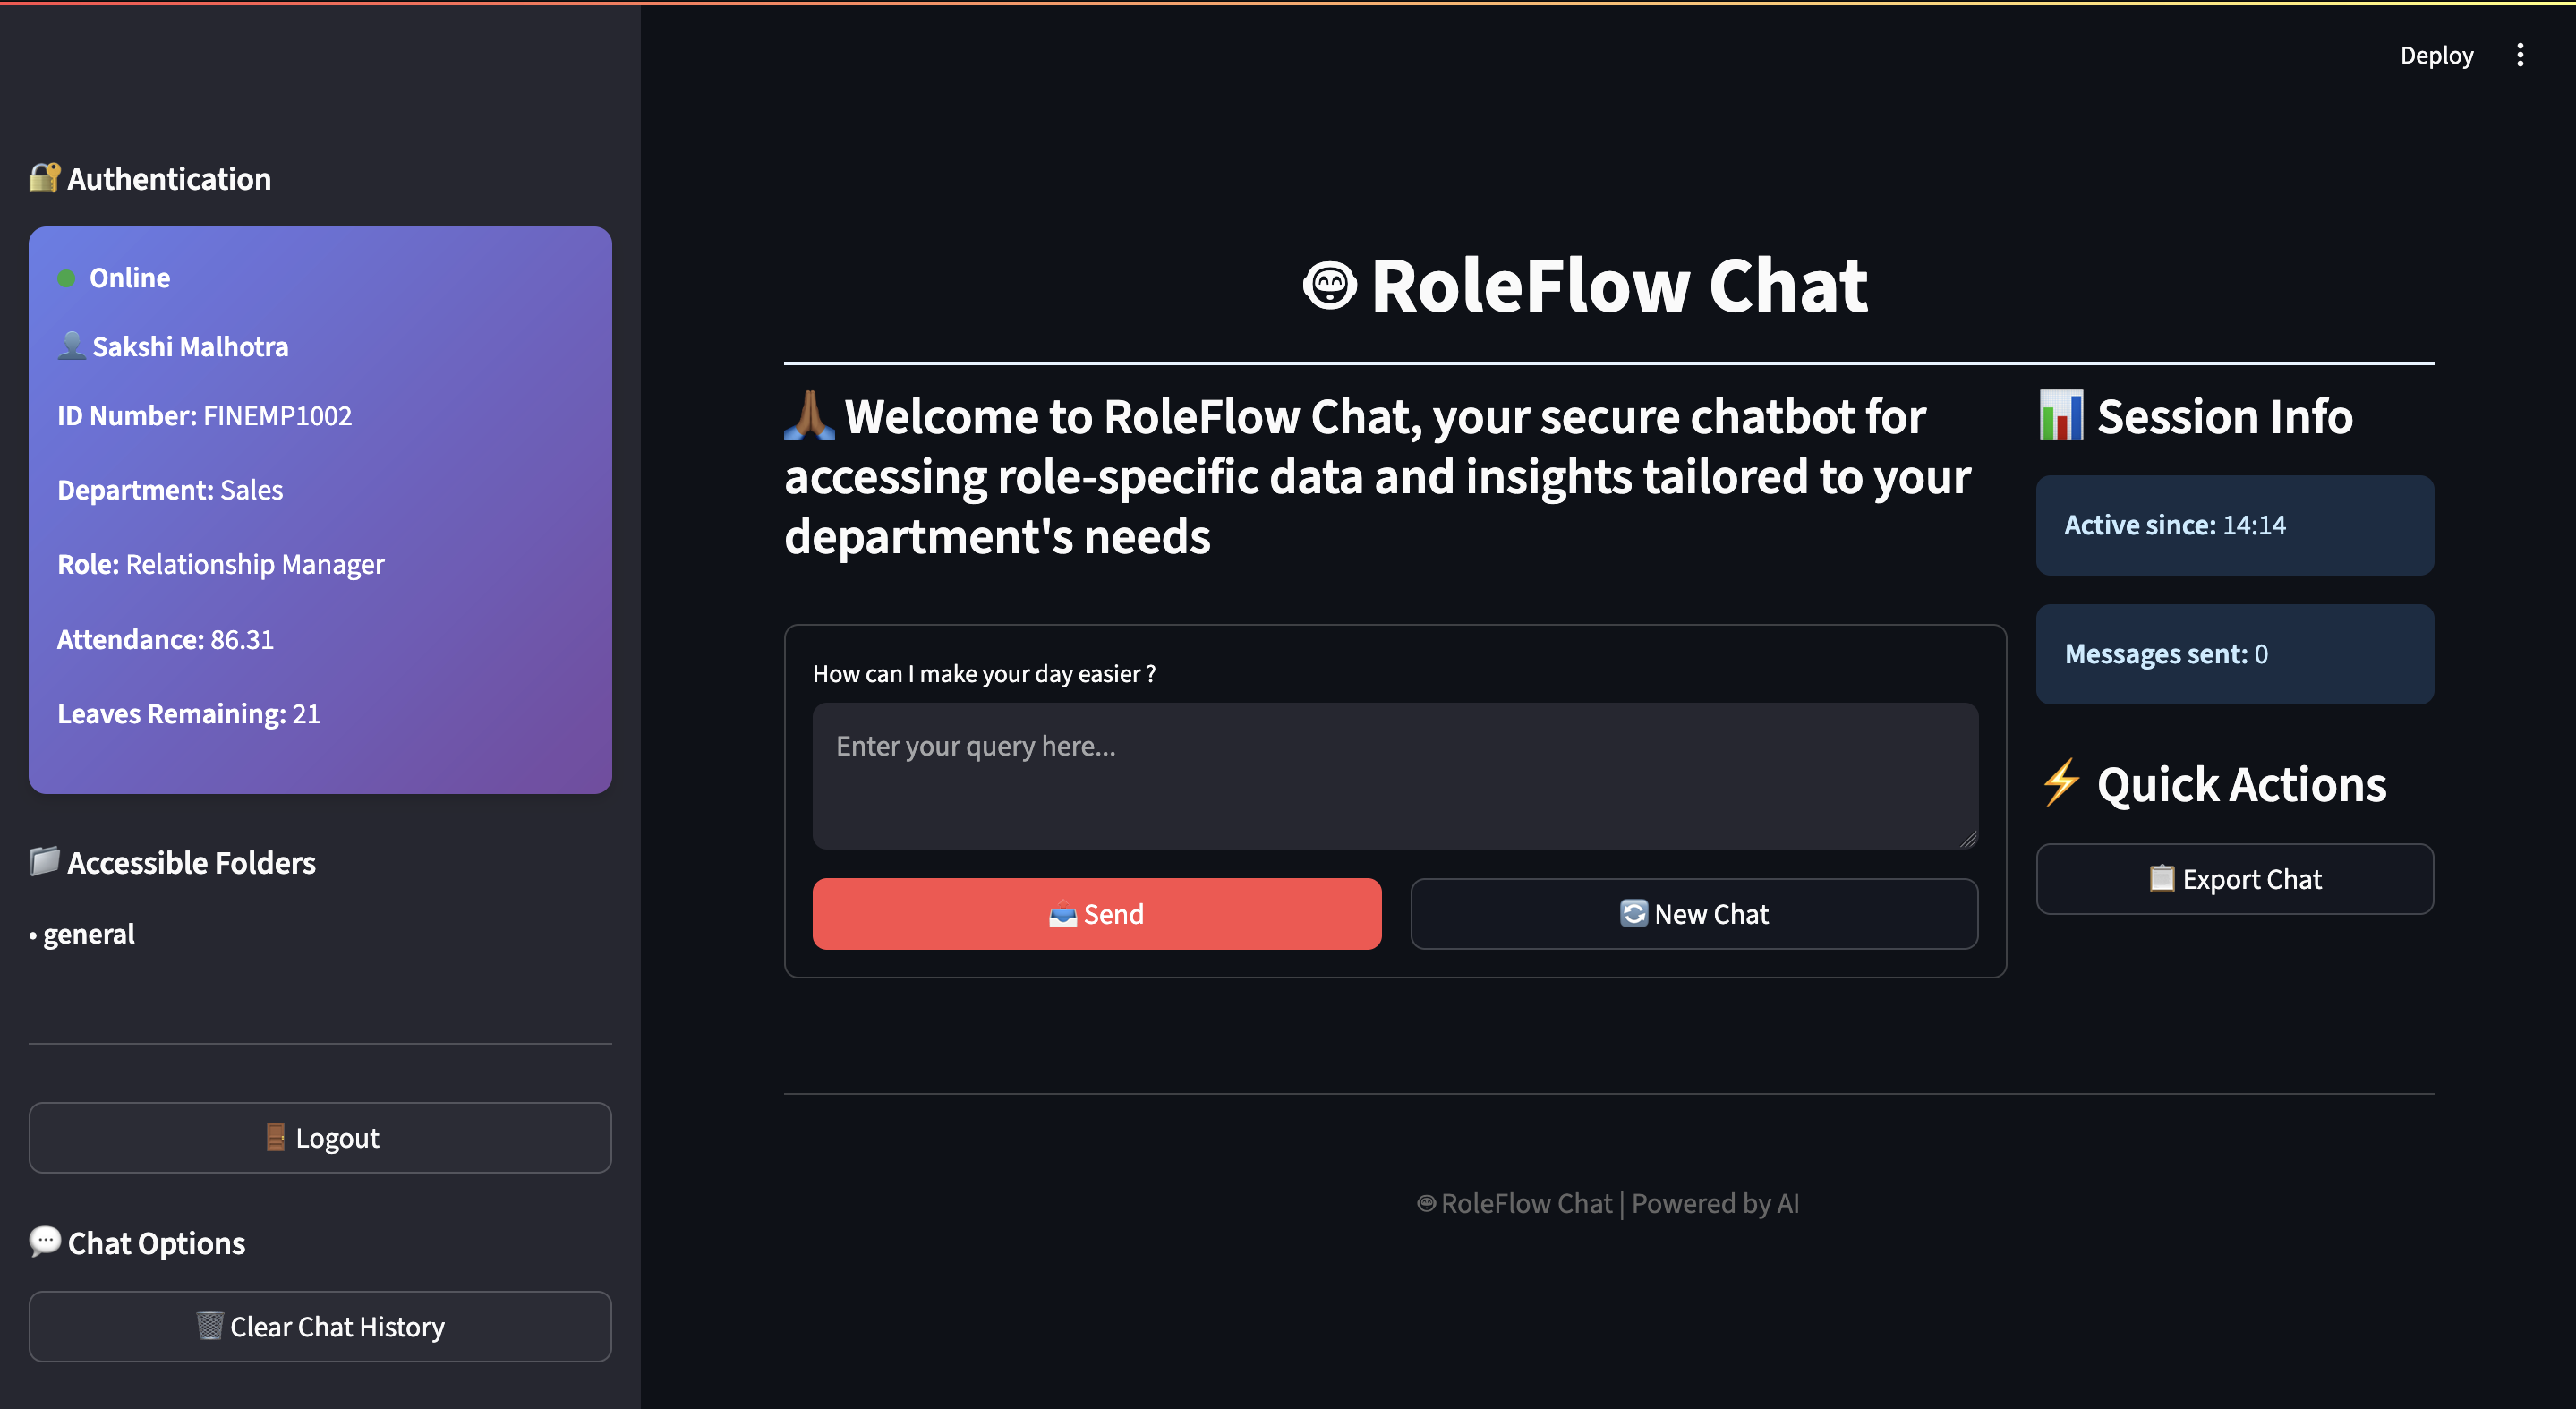 Deploy
🔐 Authentication
Online
👤 Sakshi Malhotra
ID Number: FINEMP1002
Department: Sales
Role: Relationship Manager
Attendance: 86.31
Leaves Remaining: 21
📁 Accessible Folders
• general
🚪 Logout
💬 Chat Options
🗑️ Clear Chat History
RoleFlow Chat
🙏🏾 Welcome to RoleFlow Chat, your secure chatbot for
accessing role-specific data and insights tailored to your
department's needs
How can I make your day easier ?
Enter your query here...
📤 Send
🔄 New Chat
📊 Session Info
Active since: 14:14
Messages sent: 0
⚡ Quick Actions
📋 Export Chat
RoleFlow Chat | Powered by AI